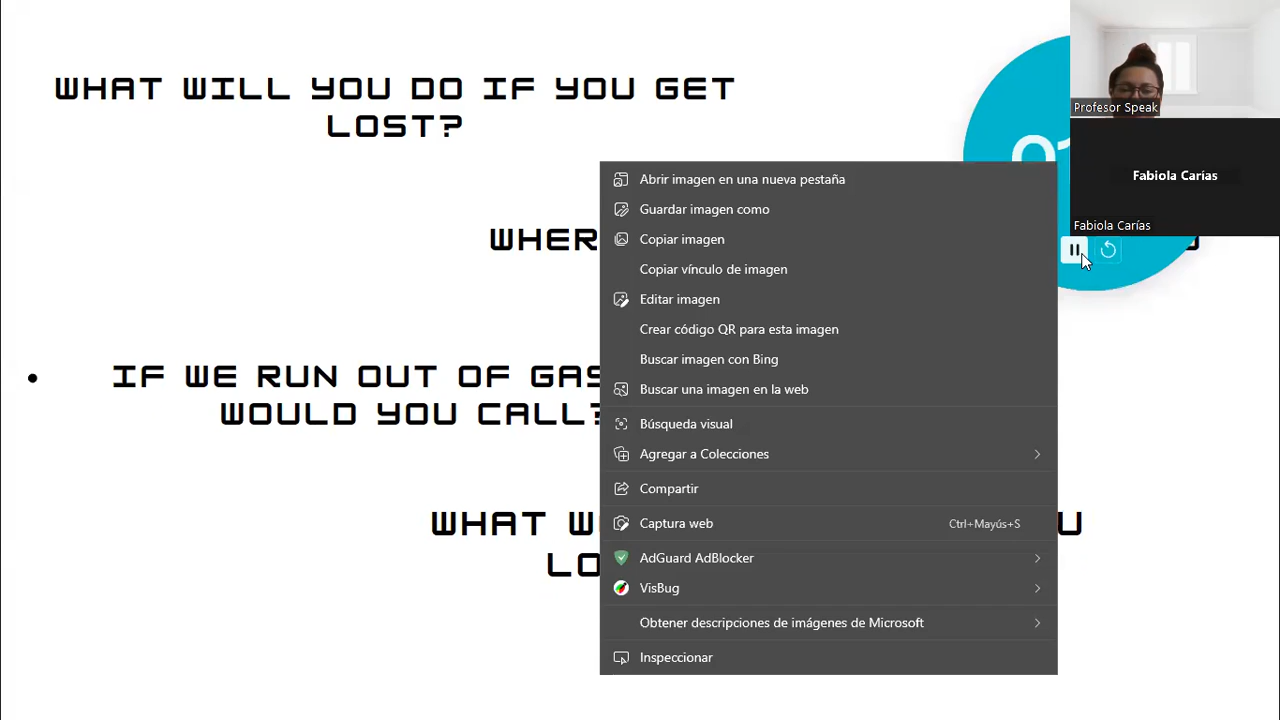 WHAT WILL YOU DO IF YOU GET
LOST?
Profesor Speak
Fabiola Carías
Fabiola Carías
WHER
IF WE RUN OUT OF GAS
WOULD YOU CALL?
WHAT W
U
LO
Abrir imagen en una nueva pestaña
Guardar imagen como
Copiar imagen
Copiar vínculo de imagen
Editar imagen
Crear código QR para esta imagen
Buscar imagen con Bing
Buscar una imagen en la web
Búsqueda visual
Agregar a Colecciones
Compartir
Captura web Ctrl+Mayús+S
AdGuard AdBlocker
VisBug
Obtener descripciones de imágenes de Microsoft
Inspeccionar